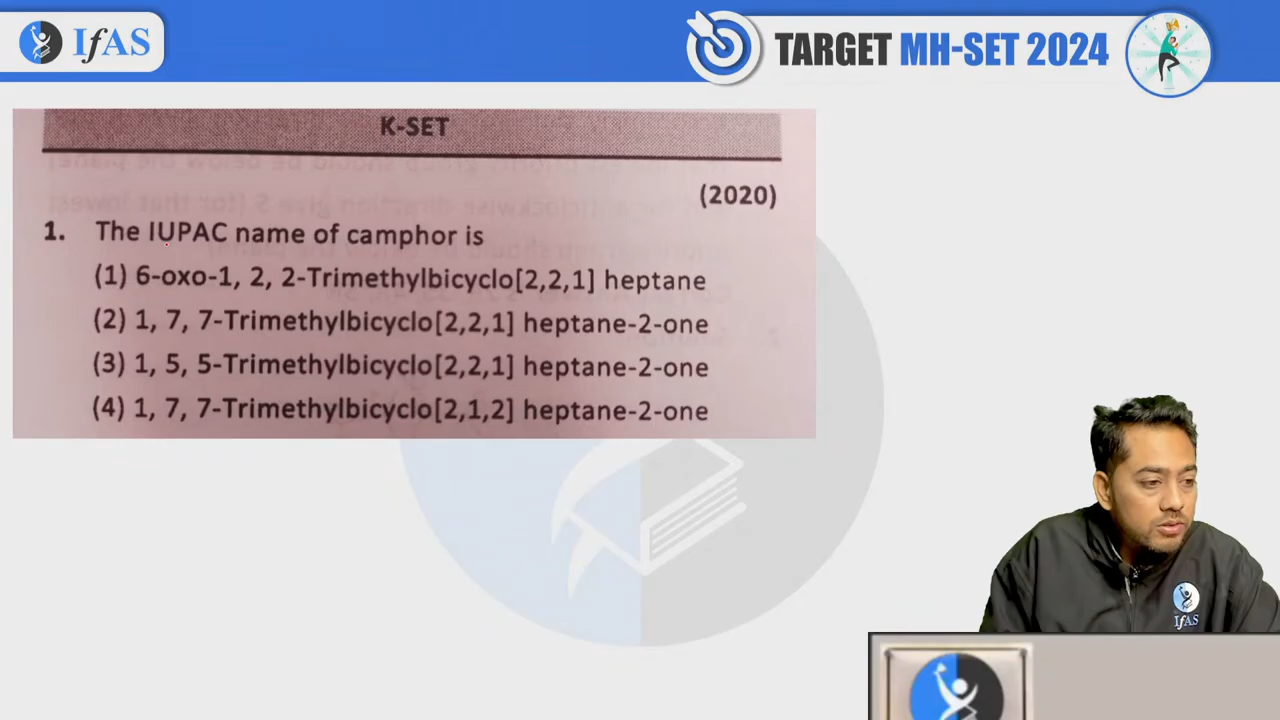 IfAS
TARGET MH-SET 2024
K-SET
(2020)
1. The IUPAC name of camphor is
(1) 6-oxo-1, 2, 2-Trimethylbicyclo[2,2,1] heptane
(2) 1, 7, 7-Trimethylbicyclo[2,2,1] heptane-2-one
(3) 1, 5, 5-Trimethylbicyclo[2,2,1] heptane-2-one
(4) 1, 7, 7-Trimethylbicyclo[2,1,2] heptane-2-one
IfAS